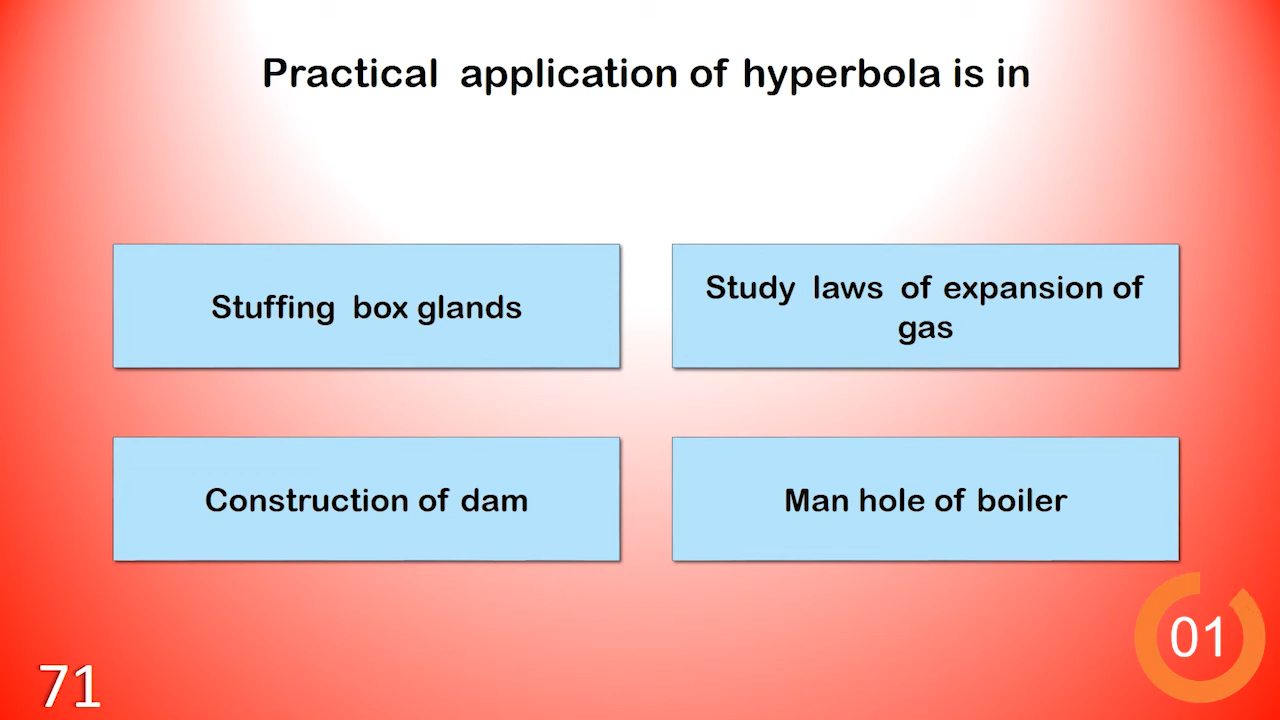 Practical application of hyperbola is in
Stuffing box glands
Study laws of expansion of
gas
Construction of dam
Man hole of boiler
01
71